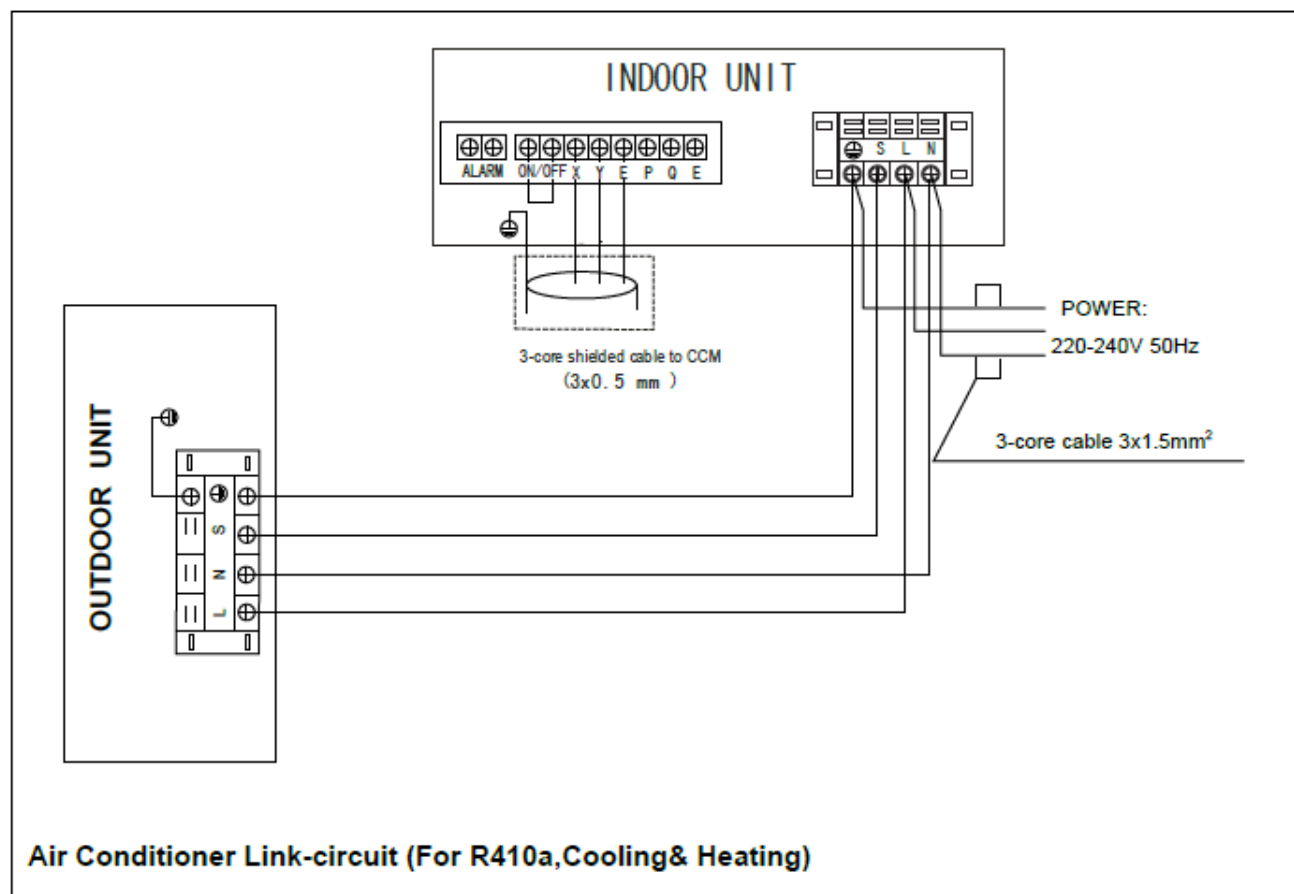 INDOOR UNIT
ALARM ON/OFF X Y E P Q E
S L N
3-core shielded cable to CCM
(3x0.5 mm )
POWER:
220-240V 50Hz
3-core cable 3x1.5mm²
OUTDOOR UNIT
S
N
L
Air Conditioner Link-circuit (For R410a,Cooling& Heating)